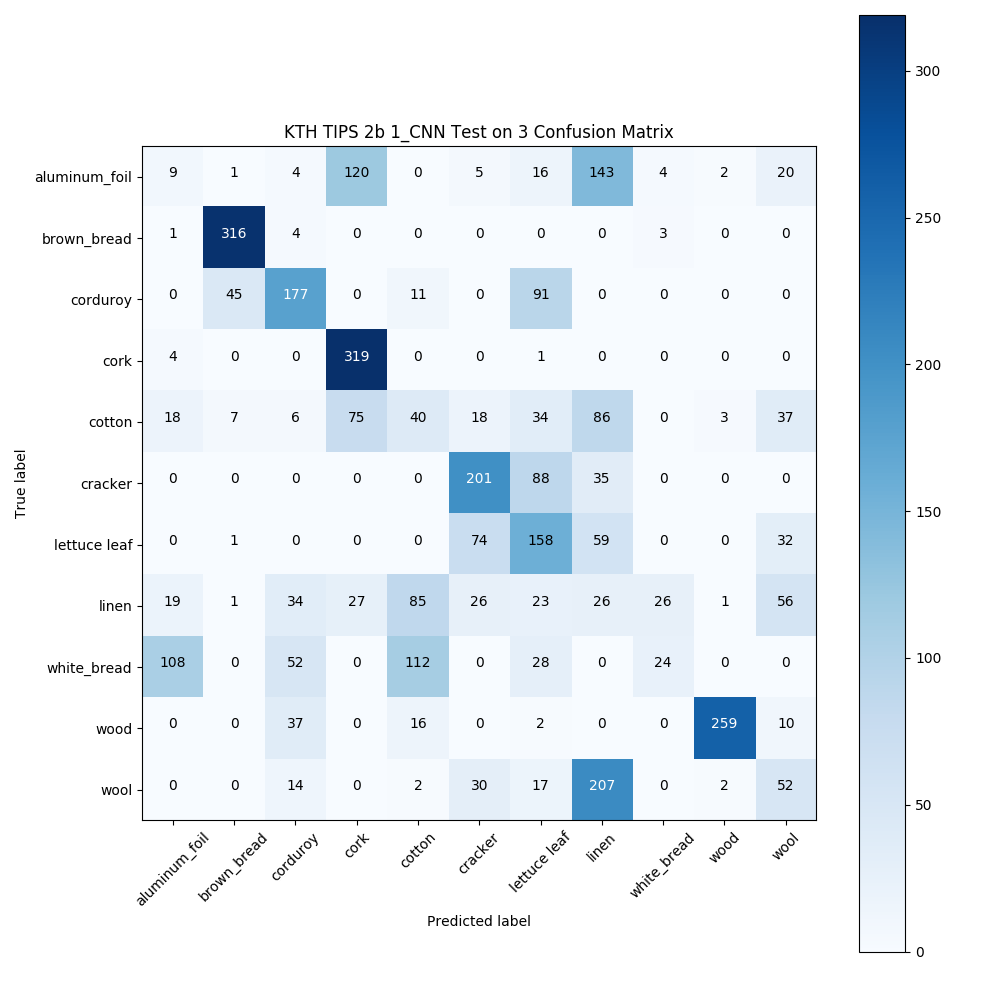 KTH TIPS 2b 1_CNN Test on 3 Confusion Matrix
aluminum_foil 9 1 4 120 0 5 16 143 4 2 20
brown_bread 1 316 4 0 0 0 0 0 3 0 0
corduroy 0 45 177 0 11 0 91 0 0 0 0
cork 4 0 0 319 0 0 1 0 0 0 0
cotton 18 7 6 75 40 18 34 86 0 3 37
cracker 0 0 0 0 0 201 88 35 0 0 0
lettuce leaf 0 1 0 0 0 74 158 59 0 0 32
linen 19 1 34 27 85 26 23 26 26 1 56
white_bread 108 0 52 0 112 0 28 0 24 0 0
wood 0 0 37 0 16 0 2 0 0 259 10
wool 0 0 14 0 2 30 17 207 0 2 52
aluminum_foil brown_bread corduroy cork cotton cracker lettuce leaf linen white_bread wood wool
Predicted label
True label
300
250
200
150
100
50
0